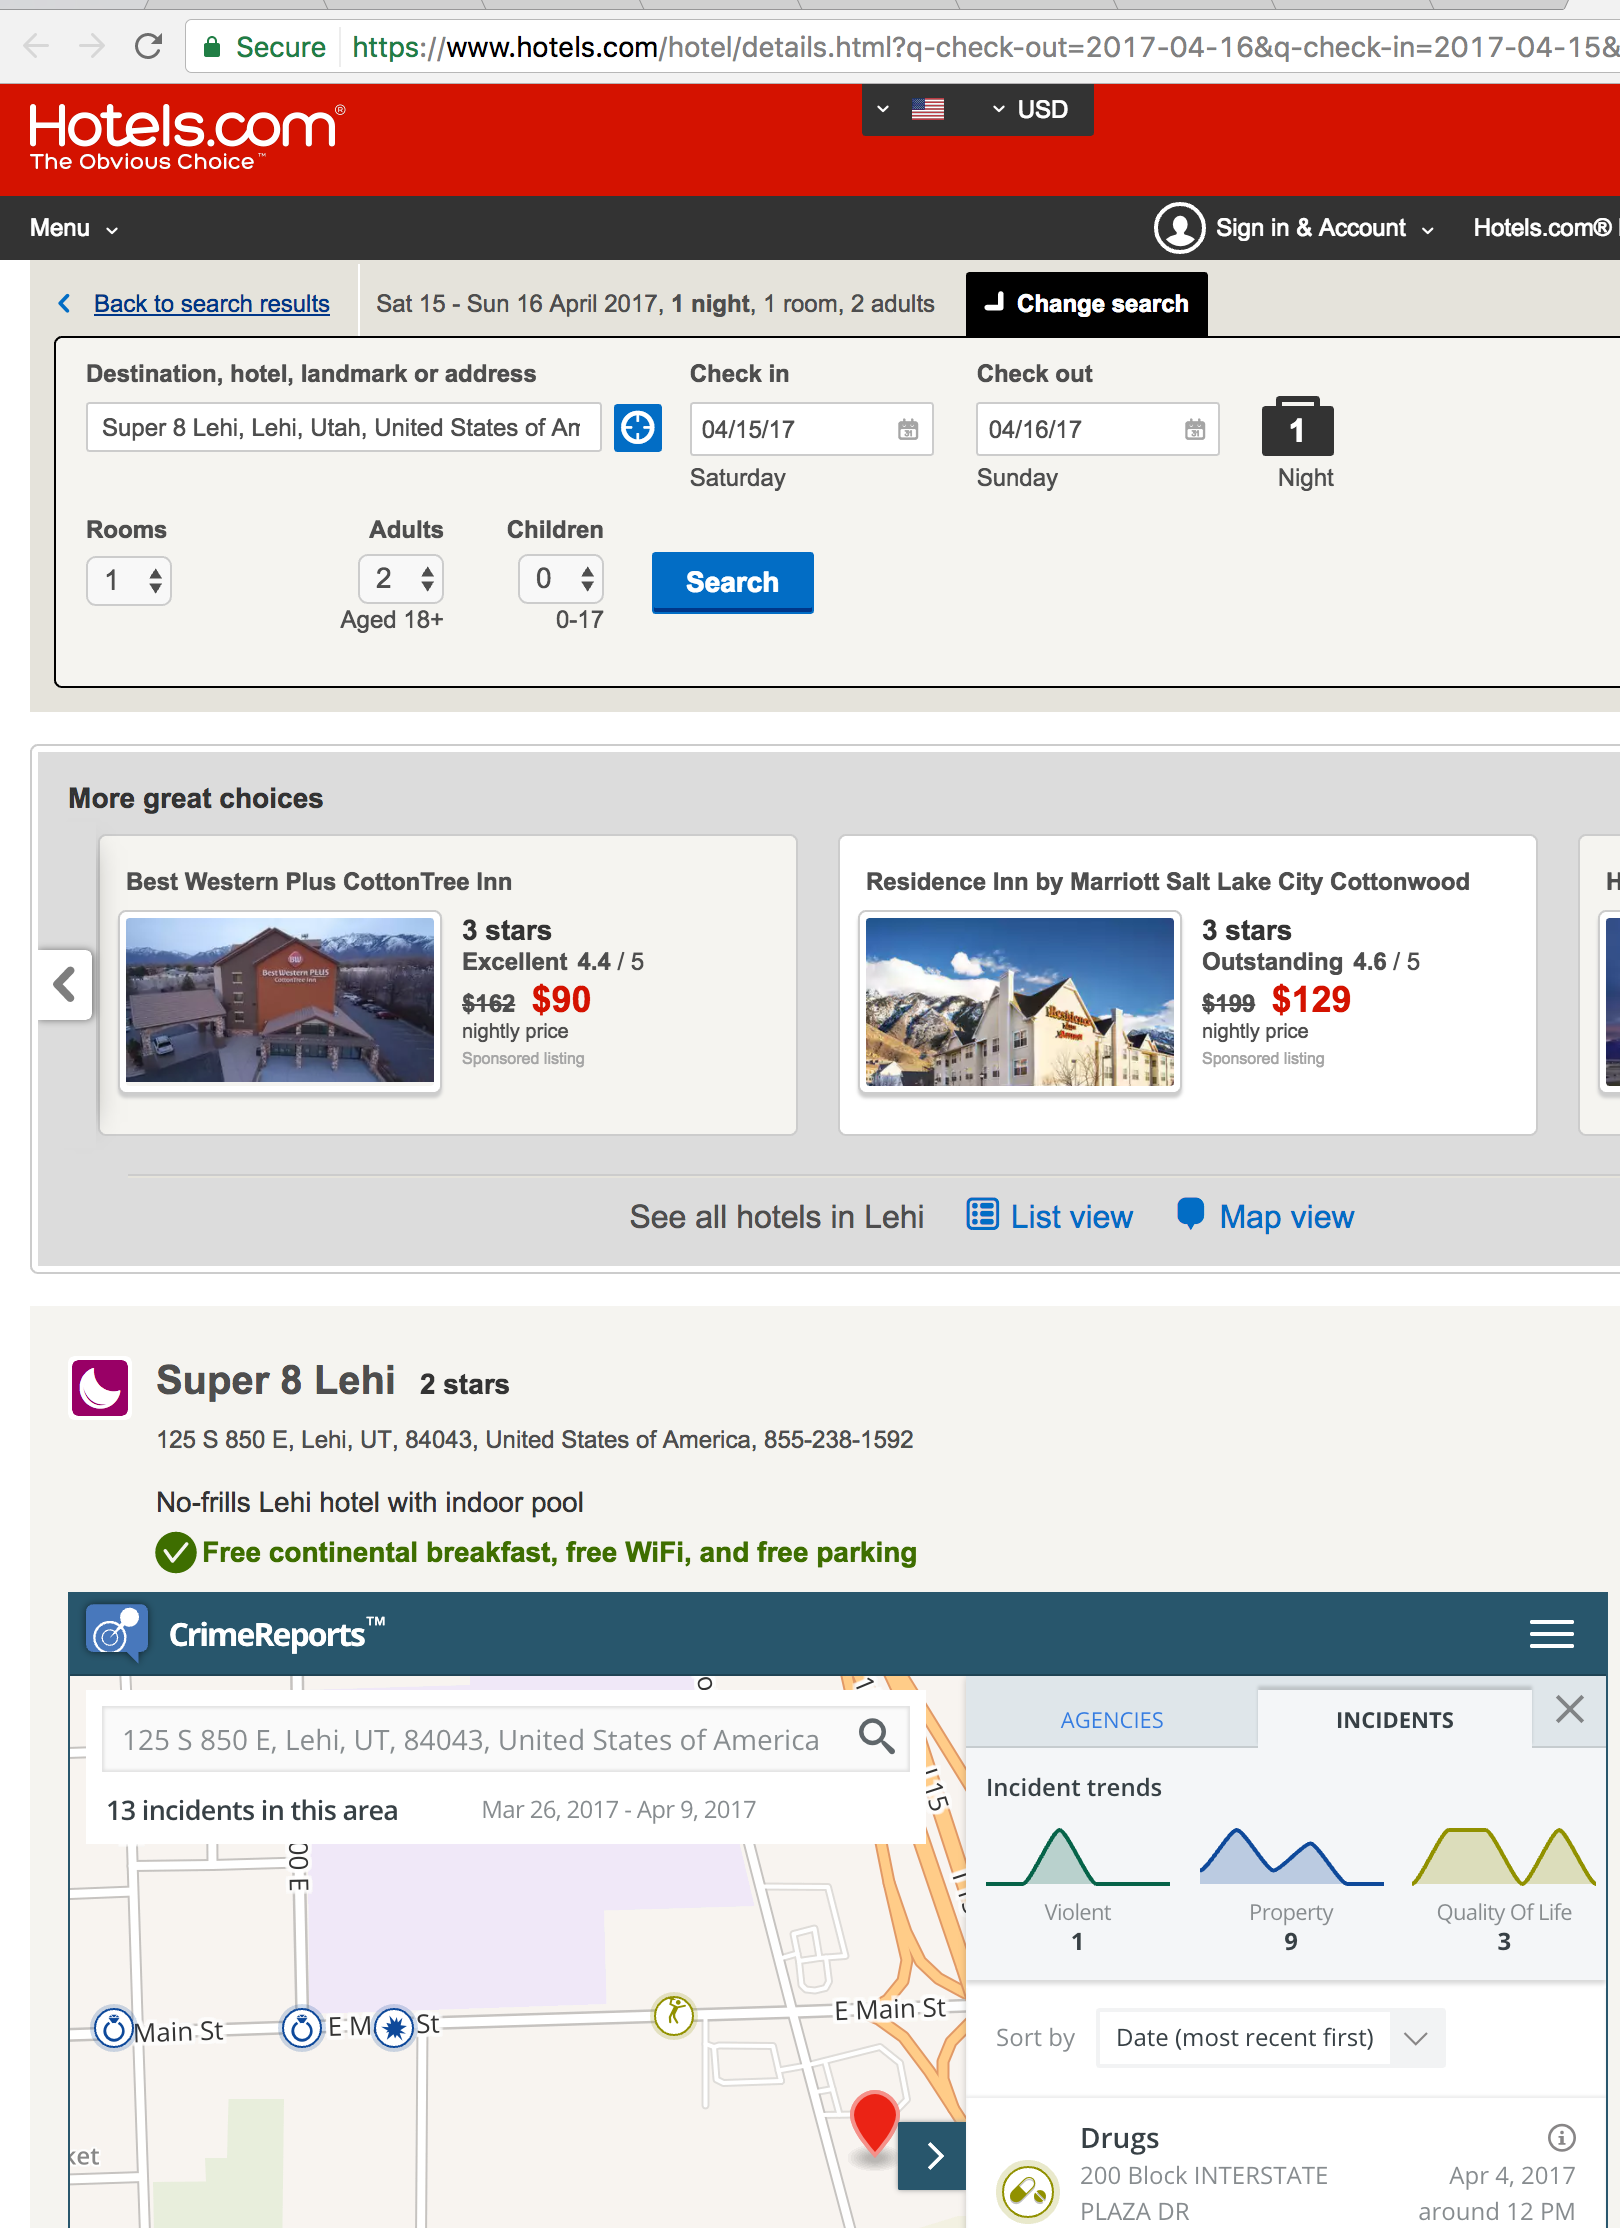 Secure https://www.hotels.com/hotel/details.html?q-check-out=2017-04-16&q-check-in=2017-04-15&
Hotels.com®
The Obvious Choice™
USD
Menu
Sign in & Account Hotels.com®
Back to search results
Sat 15 - Sun 16 April 2017, 1 night, 1 room, 2 adults
Change search
Destination, hotel, landmark or address
Check in
Check out
Super 8 Lehi, Lehi, Utah, United States of Am
04/15/17
04/16/17
1
Saturday
Sunday
Night
Rooms
Adults
Children
1
2
0
Search
Aged 18+
0-17
More great choices
Best Western Plus CottonTree Inn
3 stars
Excellent 4.4 / 5
$162 $90
nightly price
Sponsored listing
Best Western PLUS
CottonTree Inn
Residence Inn by Marriott Salt Lake City Cottonwood
3 stars
Outstanding 4.6 / 5
$199 $129
nightly price
Sponsored listing
Residence
Inn
Marriott
H
See all hotels in Lehi List view Map view
Super 8 Lehi 2 stars
125 S 850 E, Lehi, UT, 84043, United States of America, 855-238-1592
No-frills Lehi hotel with indoor pool
Free continental breakfast, free WiFi, and free parking
CrimeReports™
125 S 850 E, Lehi, UT, 84043, United States of America
13 incidents in this area Mar 26, 2017 - Apr 9, 2017
I 15
00 E
Main St
E M St
E Main St
ket
AGENCIES
INCIDENTS
Incident trends
Violent
1
Property
9
Quality Of Life
3
Sort by Date (most recent first)
Drugs
200 Block INTERSTATE
PLAZA DR
Apr 4, 2017
around 12 PM